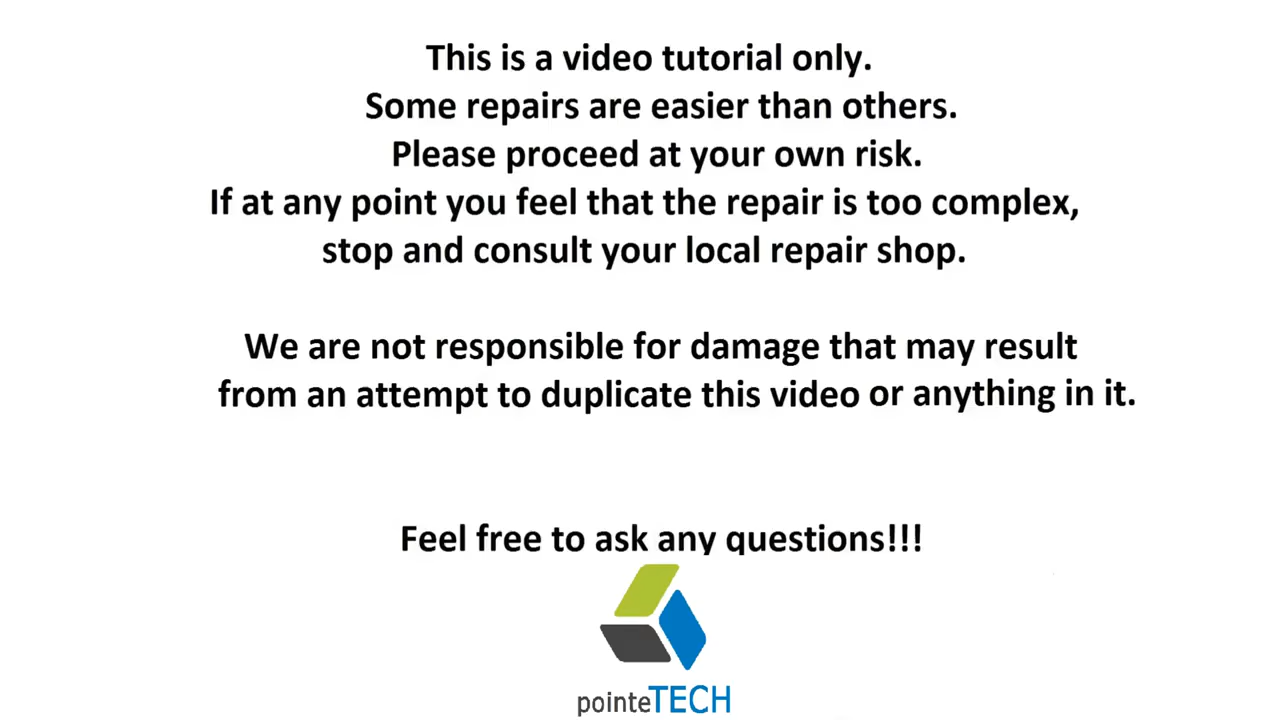 This is a video tutorial only.
Some repairs are easier than others.
Please proceed at your own risk.
If at any point you feel that the repair is too complex,
stop and consult your local repair shop.
We are not responsible for damage that may result
from an attempt to duplicate this video or anything in it.
Feel free to ask any questions!!!
pointeTECH